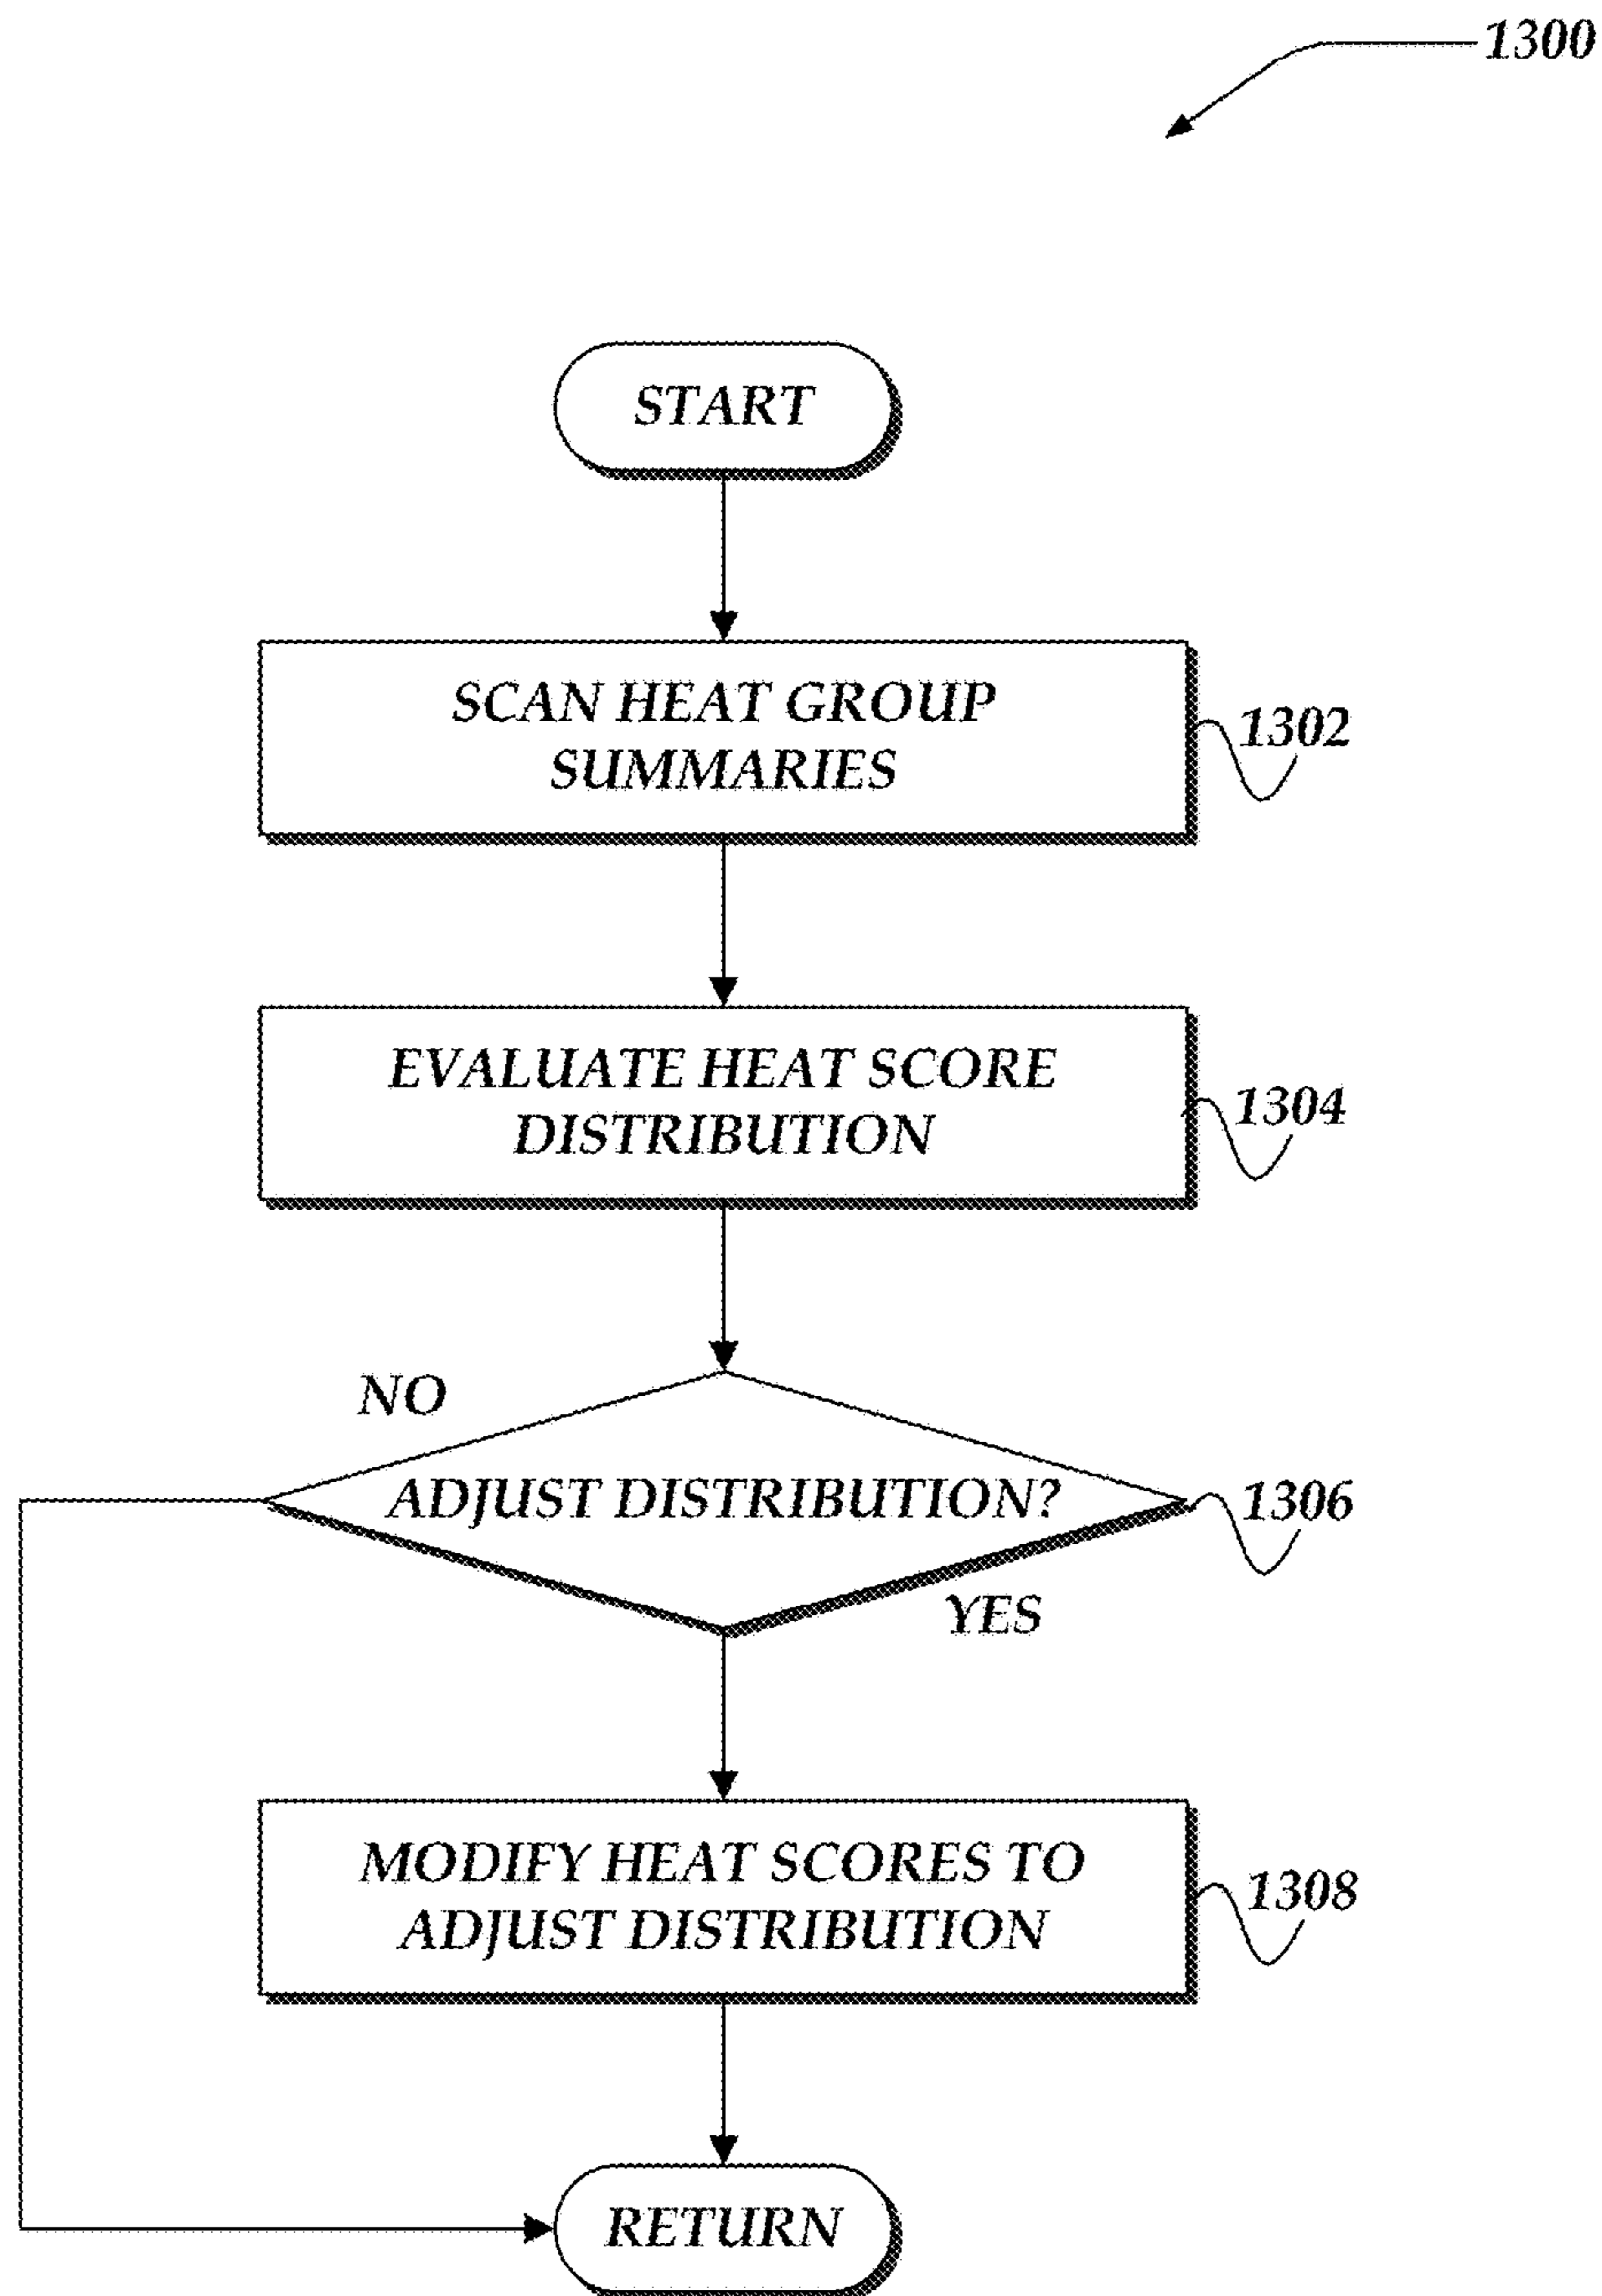 1300
START
SCAN HEAT GROUP
SUMMARIES
1302
EVALUATE HEAT SCORE
DISTRIBUTION
1304
NO
ADJUST DISTRIBUTION?
1306
YES
MODIFY HEAT SCORES TO
ADJUST DISTRIBUTION
1308
RETURN